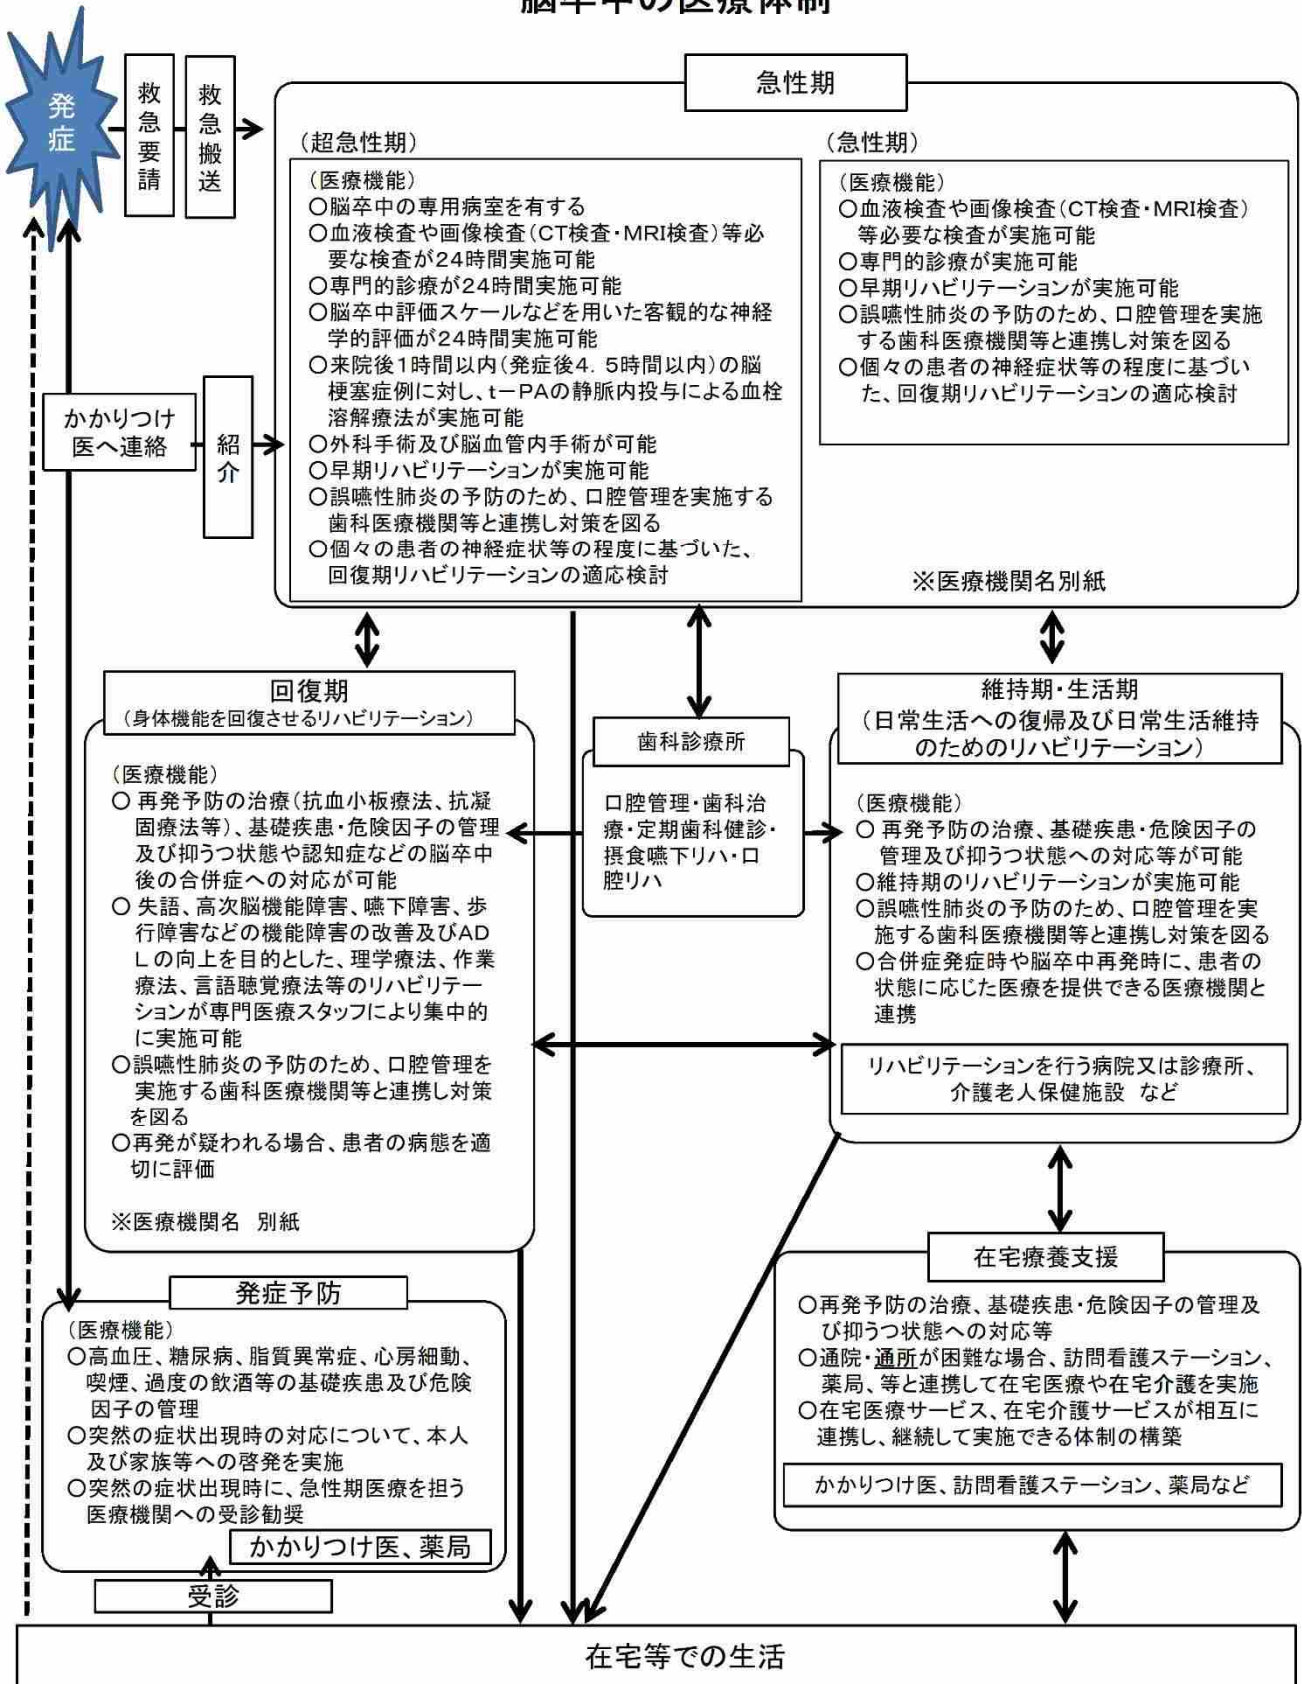 脳卒中の医療体制
発症
救急要請
救急搬送
急性期
（超急性期）
（医療機能）
〇脳卒中の専用病室を有する
〇血液検査や画像検査（CT検査・MRI検査）等必
要な検査が24時間実施可能
〇専門的診療が24時間実施可能
〇脳卒中評価スケールなどを用いた客観的な神経
学的評価が24時間実施可能
〇来院後1時間以内（発症後4．5時間以内）の脳
梗塞症例に対し、t－PAの静脈内投与による血栓
溶解療法が実施可能
〇外科手術及び脳血管内手術が可能
〇早期リハビリテーションが実施可能
〇誤嚥性肺炎の予防のため、口腔管理を実施する
歯科医療機関等と連携し対策を図る
〇個々の患者の神経症状等の程度に基づいた、
回復期リハビリテーションの適応検討
（急性期）
（医療機能）
〇血液検査や画像検査（CT検査・MRI検査）
等必要な検査が実施可能
〇専門的診療が実施可能
〇早期リハビリテーションが実施可能
〇誤嚥性肺炎の予防のため、口腔管理を実施
する歯科医療機関等と連携し対策を図る
〇個々の患者の神経症状等の程度に基づい
た、回復期リハビリテーションの適応検討
※医療機関名別紙
かかりつけ
医へ連絡
紹介
回復期
（身体機能を回復させるリハビリテーション）
（医療機能）
〇 再発予防の治療（抗血小板療法、抗凝
固療法等）、基礎疾患・危険因子の管理
及び抑うつ状態や認知症などの脳卒中
後の合併症への対応が可能
〇 失語、高次脳機能障害、嚥下障害、歩
行障害などの機能障害の改善及びAD
Lの向上を目的とした、理学療法、作業
療法、言語聴覚療法等のリハビリテー
ションが専門医療スタッフにより集中的
に実施可能
〇誤嚥性肺炎の予防のため、口腔管理を
実施する歯科医療機関等と連携し対策
を図る
〇再発が疑われる場合、患者の病態を適
切に評価
※医療機関名　別紙
歯科診療所
口腔管理・歯科治
療・定期歯科健診・
摂食嚥下リハ・口
腔リハ
維持期・生活期
（日常生活への復帰及び日常生活維持
のためのリハビリテーション）
（医療機能）
〇 再発予防の治療、基礎疾患・危険因子の
管理及び抑うつ状態への対応等が可能
〇維持期のリハビリテーションが実施可能
〇誤嚥性肺炎の予防のため、口腔管理を実
施する歯科医療機関等と連携し対策を図る
〇合併症発症時や脳卒中再発時に、患者の
状態に応じた医療を提供できる医療機関と
連携
リハビリテーションを行う病院又は診療所、
介護老人保健施設 など
発症予防
（医療機能）
〇高血圧、糖尿病、脂質異常症、心房細動、
喫煙、過度の飲酒等の基礎疾患及び危険
因子の管理
〇突然の症状出現時の対応について、本人
及び家族等への啓発を実施
〇突然の症状出現時に、急性期医療を担う
医療機関への受診勧奨
かかりつけ医、薬局
受診
在宅療養支援
〇再発予防の治療、基礎疾患・危険因子の管理及
び抑うつ状態への対応等
〇通院・通所が困難な場合、訪問看護ステーション、
薬局、等と連携して在宅医療や在宅介護を実施
〇在宅医療サービス、在宅介護サービスが相互に
連携し、継続して実施できる体制の構築
かかりつけ医、訪問看護ステーション、薬局など
在宅等での生活